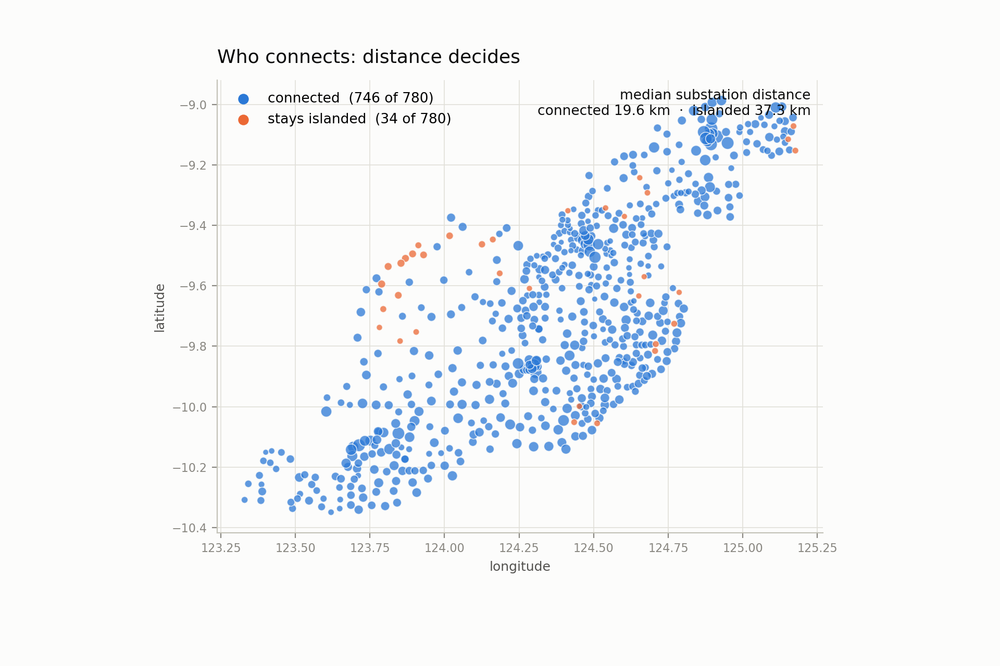 Who connects: distance decides
connected (746 of 780)
stays islanded (34 of 780)
median substation distance
connected 19.6 km · islanded 37.3 km
latitude
−9.0
−9.2
−9.4
−9.6
−9.8
−10.0
−10.2
−10.4
123.25 123.50 123.75 124.00 124.25 124.50 124.75 125.00 125.25
longitude